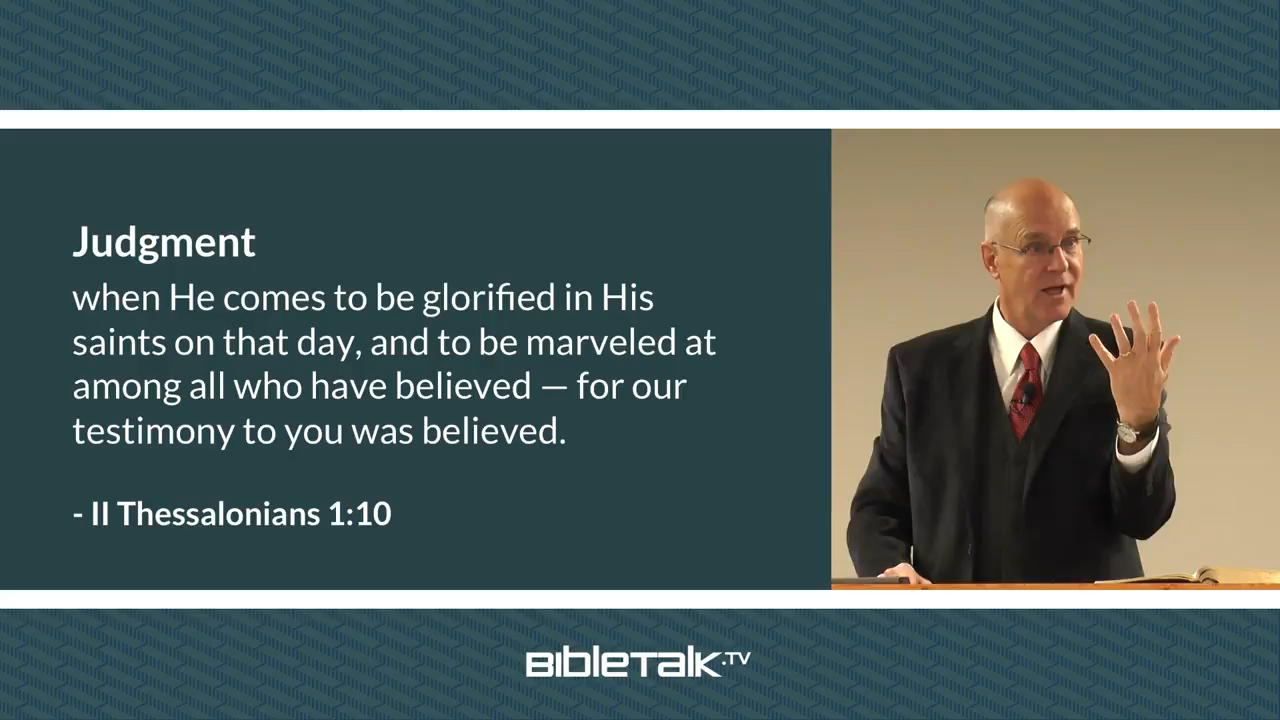 Judgment
when He comes to be glorified in His
saints on that day, and to be marveled at
among all who have believed — for our
testimony to you was believed.
- II Thessalonians 1:10
BIBLETALK.TV